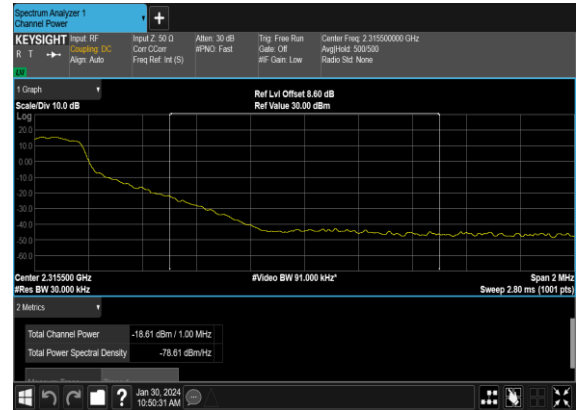 Spectrum Analyzer 1
Channel Power
+
KEYSIGHT Input: RF Input Z: 50 Ω Atten: 30 dB Trig: Free Run Center Freq: 2.315500000 GHz
R T Coupling: DC Corr CCorr #PNO: Fast Gate: Off Avg|Hold: 500/500
Align: Auto Freq Ref: Int (S) #IF Gain: Low Radio Std: None
LW
1 Graph
Ref Lvl Offset 8.60 dB
Scale/Div 10.0 dB Ref Value 30.00 dBm
Log
20.0
10.0
0.00
-10.0
-20.0
-30.0
-40.0
-50.0
-60.0
Center 2.315500 GHz #Video BW 91.000 kHz* Span 2 MHz
#Res BW 30.000 kHz Sweep 2.80 ms (1001 pts)
2 Metrics
Total Channel Power -18.61 dBm / 1.00 MHz
Total Power Spectral Density -78.61 dBm/Hz
? Jan 30, 2024
10:50:31 AM